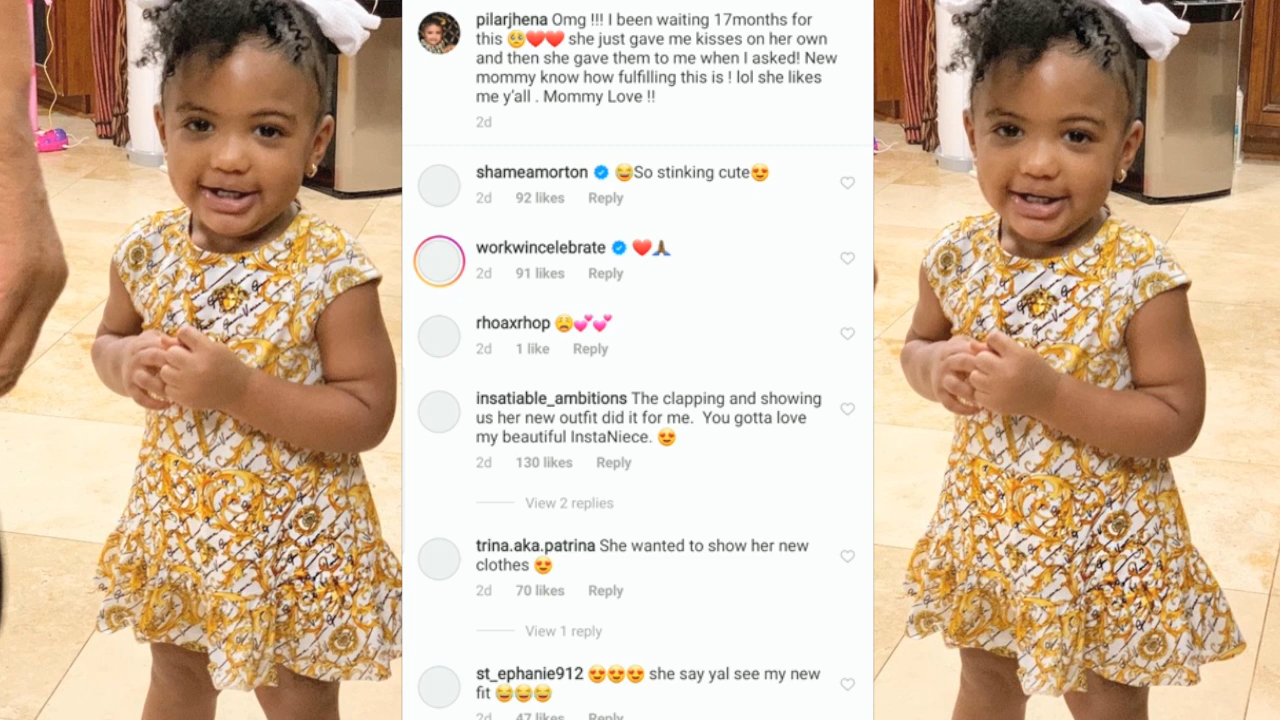 pilarjhena Omg !!! I been waiting 17months for
this 🥺❤️❤️ she just gave me kisses on her own
and then she gave them to me when I asked! New
mommy know how fulfilling this is ! lol she likes
me y'all . Mommy Love !!
2d
shameamorton 😂So stinking cute😍
2d 92 likes Reply
workwincelebrate ❤️🙏🏾
2d 91 likes Reply
rhoaxrhop 😩💕💕
2d 1 like Reply
insatiable_ambitions The clapping and showing
us her new outfit did it for me. You gotta love
my beautiful InstaNiece. 😍
2d 130 likes Reply
View 2 replies
trina.aka.patrina She wanted to show her new
clothes 😍
2d 70 likes Reply
View 1 reply
st_ephanie912 😍😍😍 she say yal see my new
fit 😂😂😂
2d 47 likes Reply